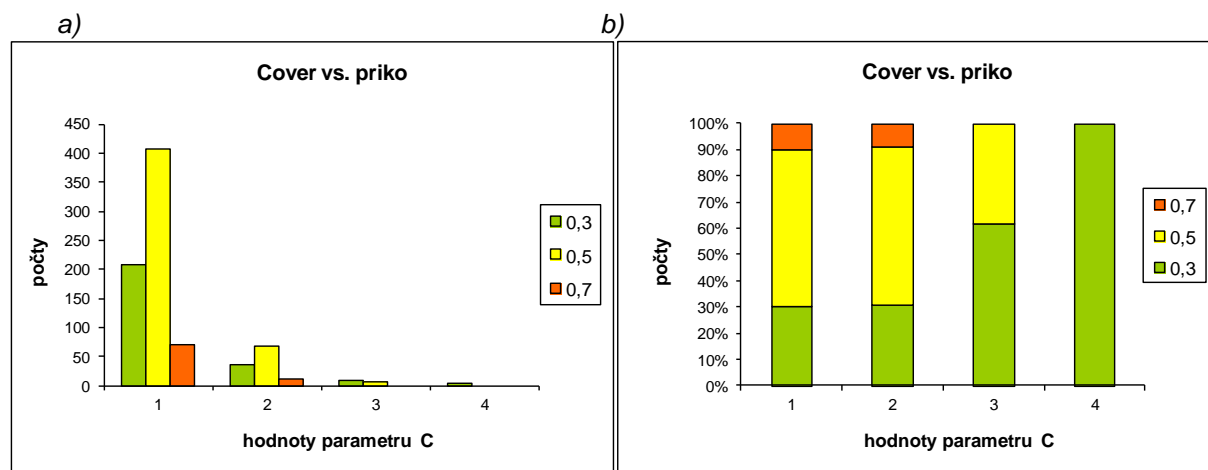 a)
Cover vs. priko
450
400
350
300
250
200
150
100
50
0
počty
1 2 3 4
hodnoty parametru C
0,3
0,5
0,7
b)
Cover vs. priko
100%
90%
80%
70%
60%
50%
40%
30%
20%
10%
0%
počty
1 2 3 4
hodnoty parametru C
0,7
0,5
0,3